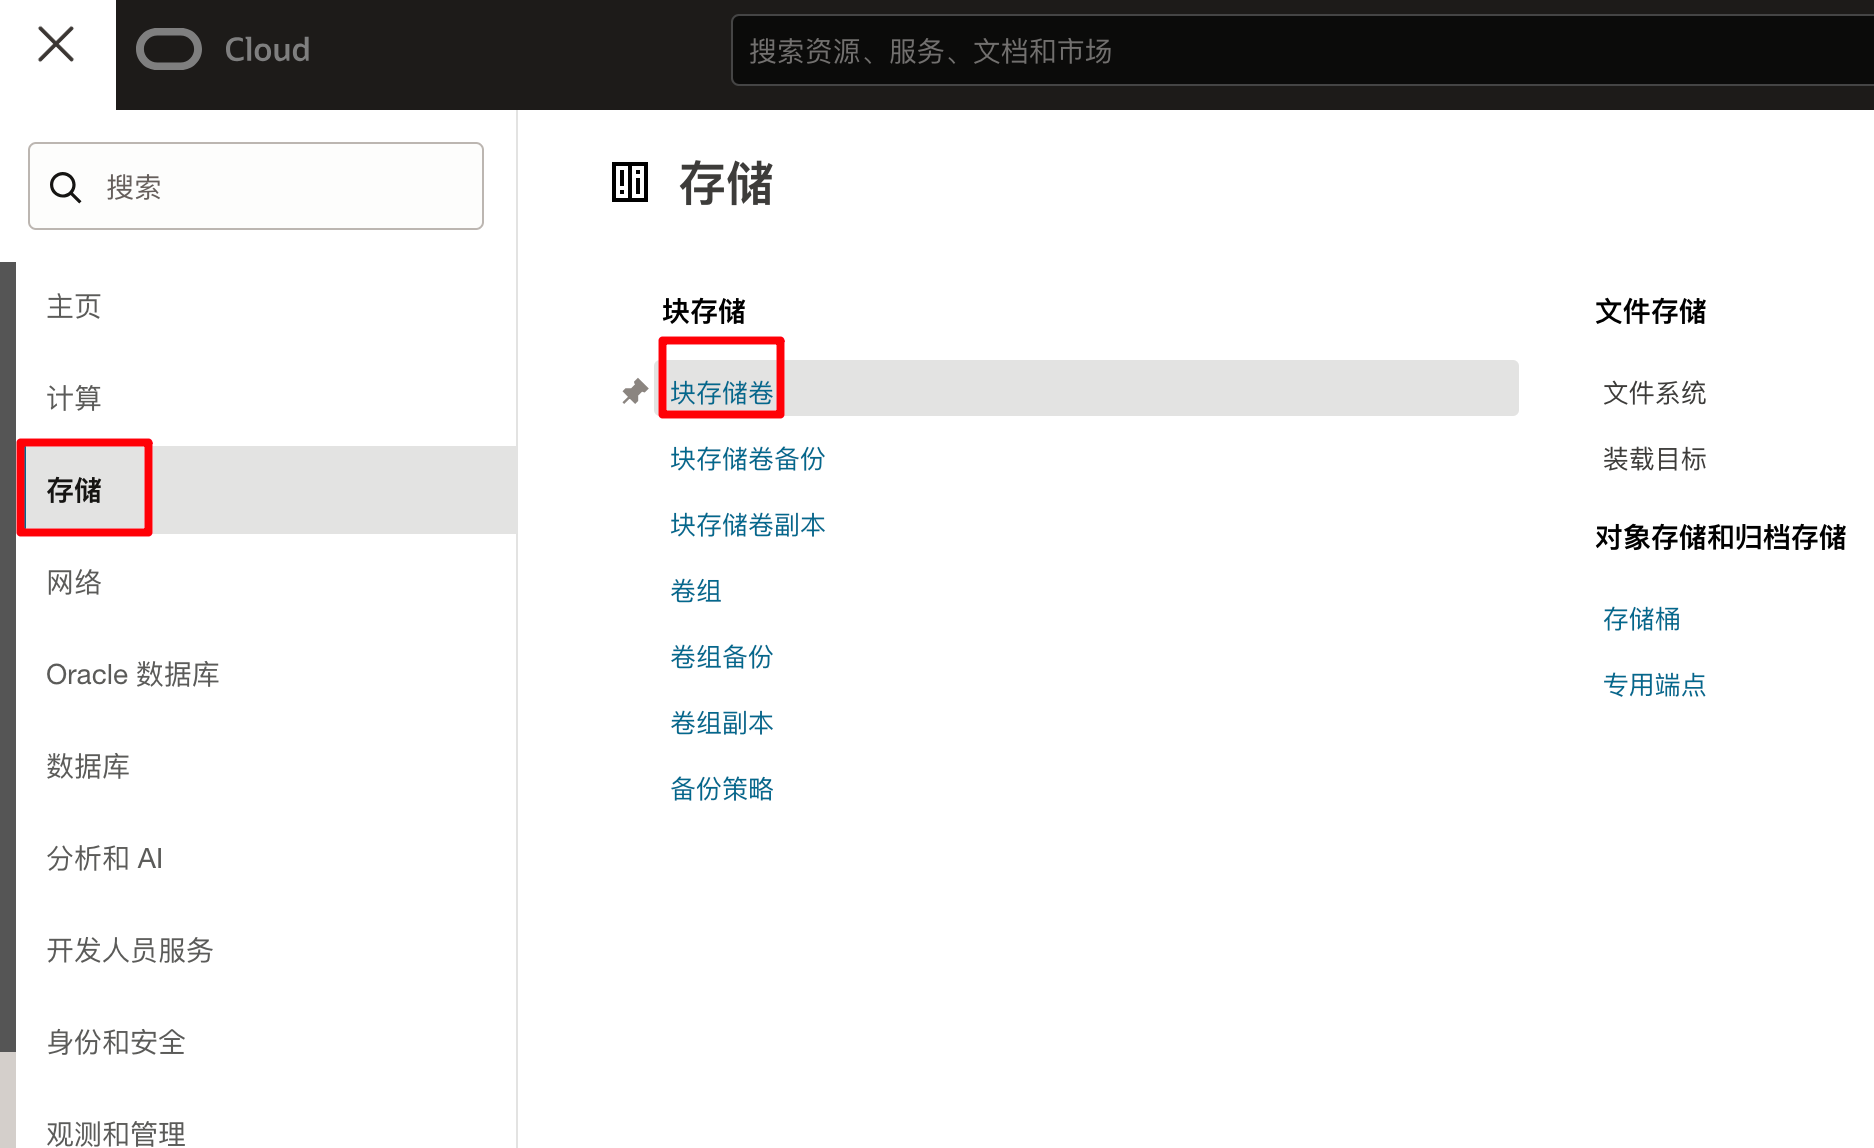 Cloud
搜索资源、服务、文档和市场
搜索
主页
计算
存储
网络
Oracle 数据库
数据库
分析和 AI
开发人员服务
身份和安全
观测和管理
存储
块存储
块存储卷
块存储卷备份
块存储卷副本
卷组
卷组备份
卷组副本
备份策略
文件存储
文件系统
装载目标
对象存储和归档存储
存储桶
专用端点